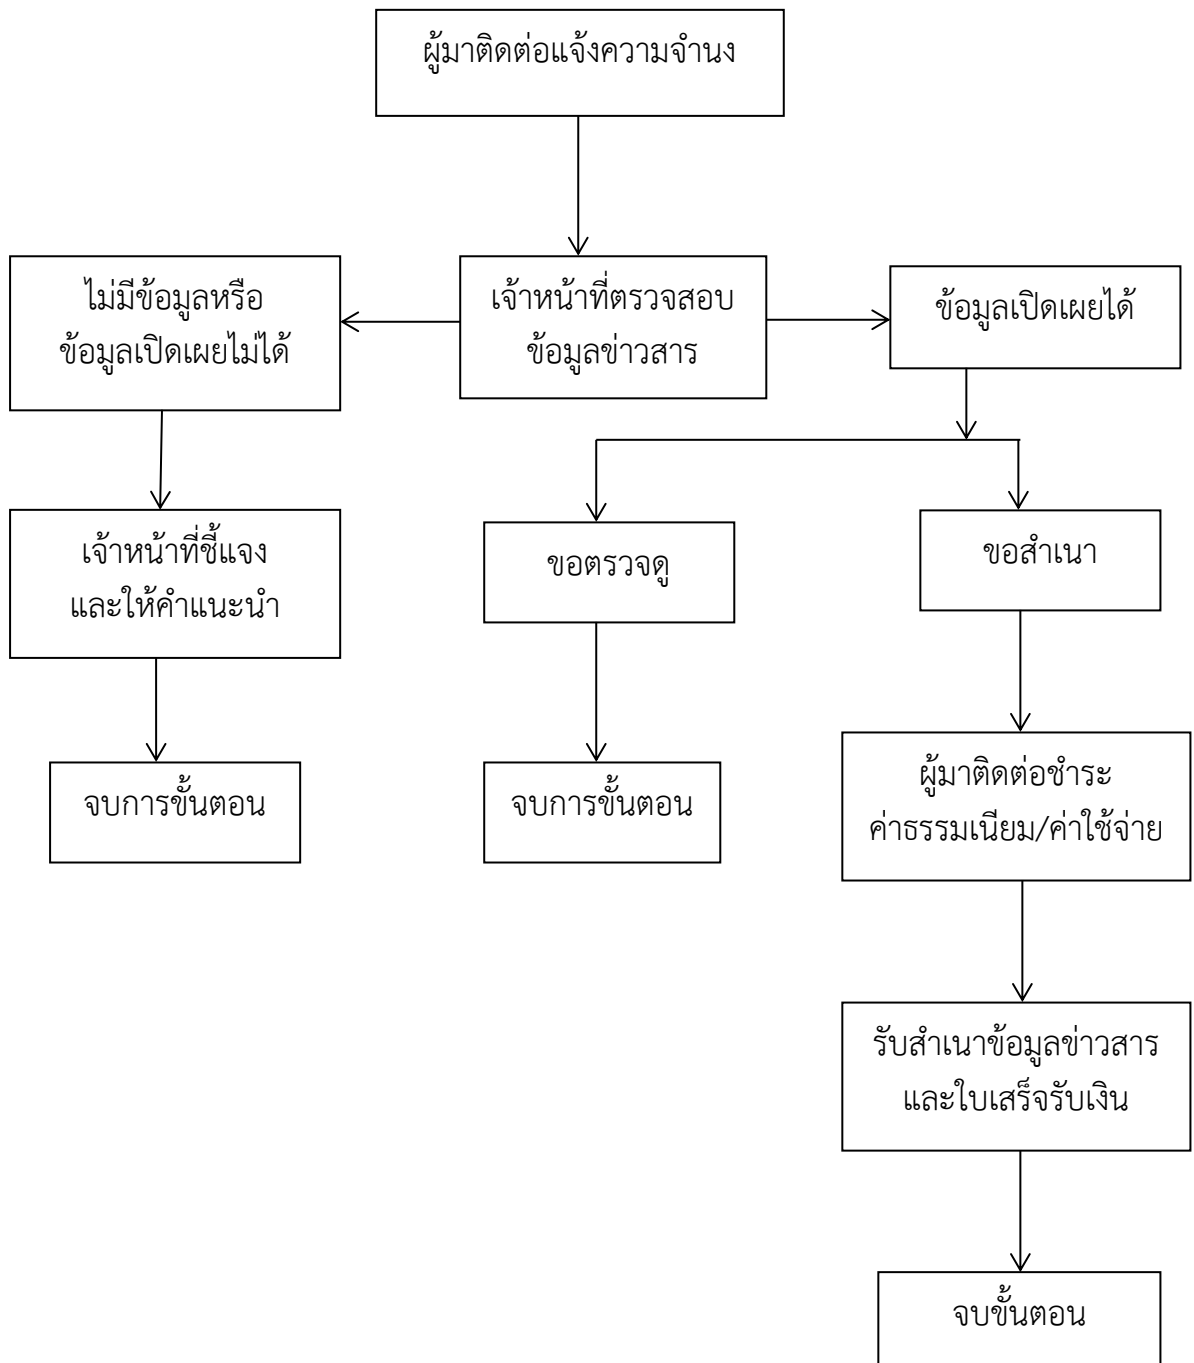 ผู้มาติดต่อแจ้งความจำนง
ไม่มีข้อมูลหรือ
ข้อมูลเปิดเผยไม่ได้
เจ้าหน้าที่ตรวจสอบ
ข้อมูลข่าวสาร
ข้อมูลเปิดเผยได้
เจ้าหน้าที่ชี้แจง
และให้คำแนะนำ
ขอตรวจดู
ขอสำเนา
จบการขั้นตอน
จบการขั้นตอน
ผู้มาติดต่อชำระ
ค่าธรรมเนียม/ค่าใช้จ่าย
รับสำเนาข้อมูลข่าวสาร
และใบเสร็จรับเงิน
จบขั้นตอน